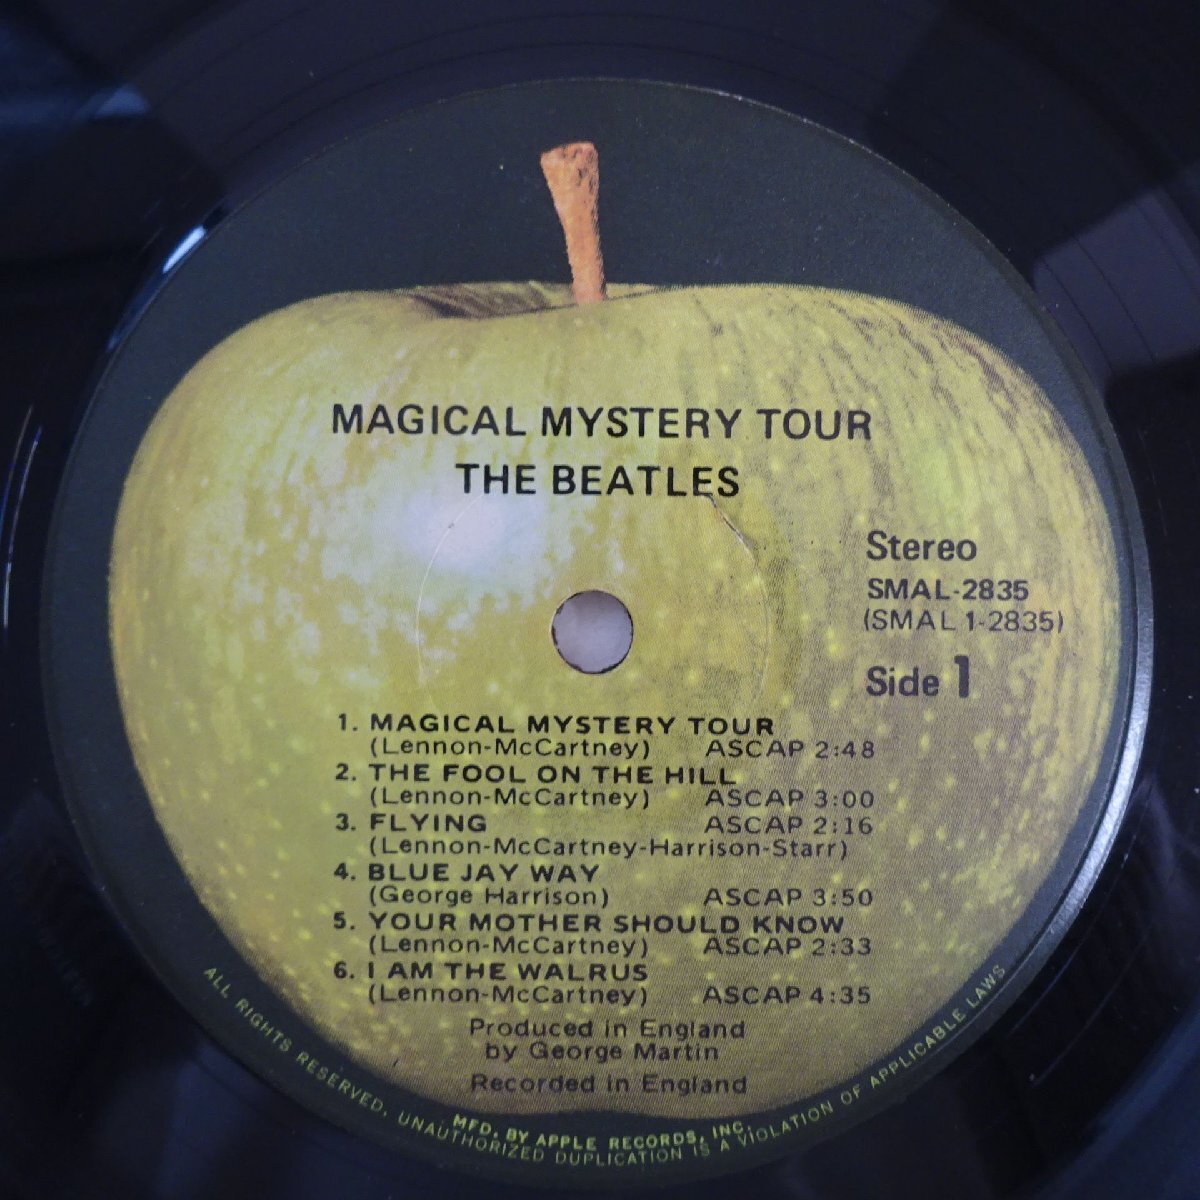 MAGICAL MYSTERY TOUR
THE BEATLES
Stereo
SMAL-2835
(SMAL 1-2835)
Side 1
1. MAGICAL MYSTERY TOUR
(Lennon-McCartney) ASCAP 2:48
2. THE FOOL ON THE HILL
(Lennon-McCartney) ASCAP 3:00
3. FLYING ASCAP 2:16
(Lennon-McCartney-Harrison-Starr)
4. BLUE JAY WAY
(George Harrison) ASCAP 3:50
5. YOUR MOTHER SHOULD KNOW
(Lennon-McCartney) ASCAP 2:33
6. I AM THE WALRUS
(Lennon-McCartney) ASCAP 4:35
Produced in England
by George Martin
Recorded in England
MFD. BY APPLE RECORDS, INC.
ALL RIGHTS RESERVED. UNAUTHORIZED DUPLICATION IS A VIOLATION OF APPLICABLE LAWS